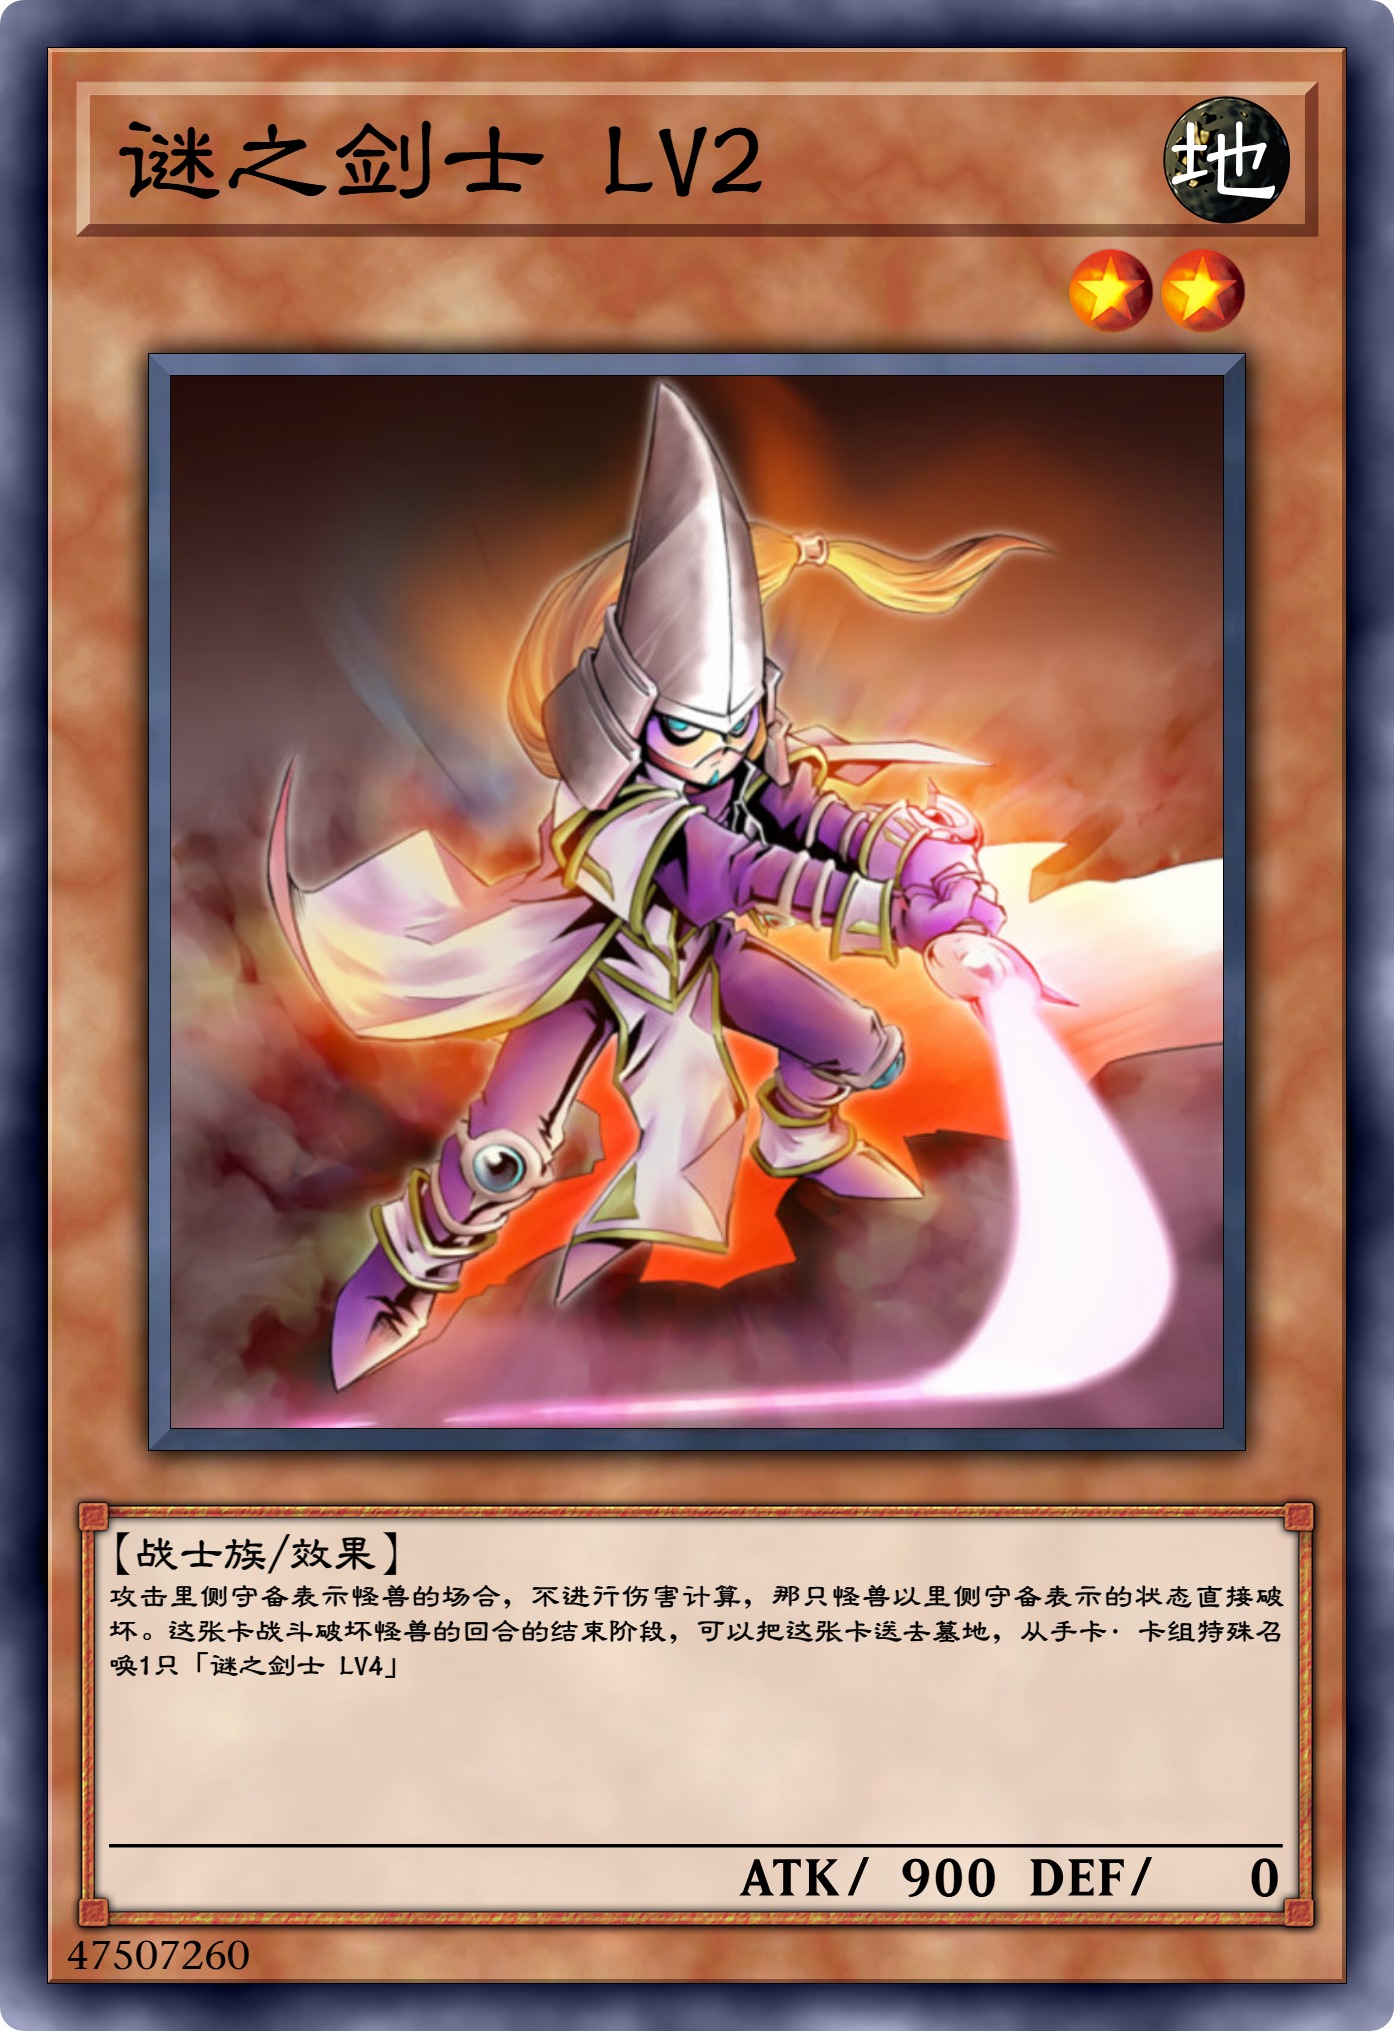 谜之剑士 LV2
地
【战士族/效果】
攻击里侧守备表示怪兽的场合，不进行伤害计算，那只怪兽以里侧守备表示的状态直接破
坏。这张卡战斗破坏怪兽的回合的结束阶段，可以把这张卡送去墓地，从手卡·卡组特殊召
唤1只「谜之剑士 LV4」
ATK/ 900 DEF/ 0
47507260